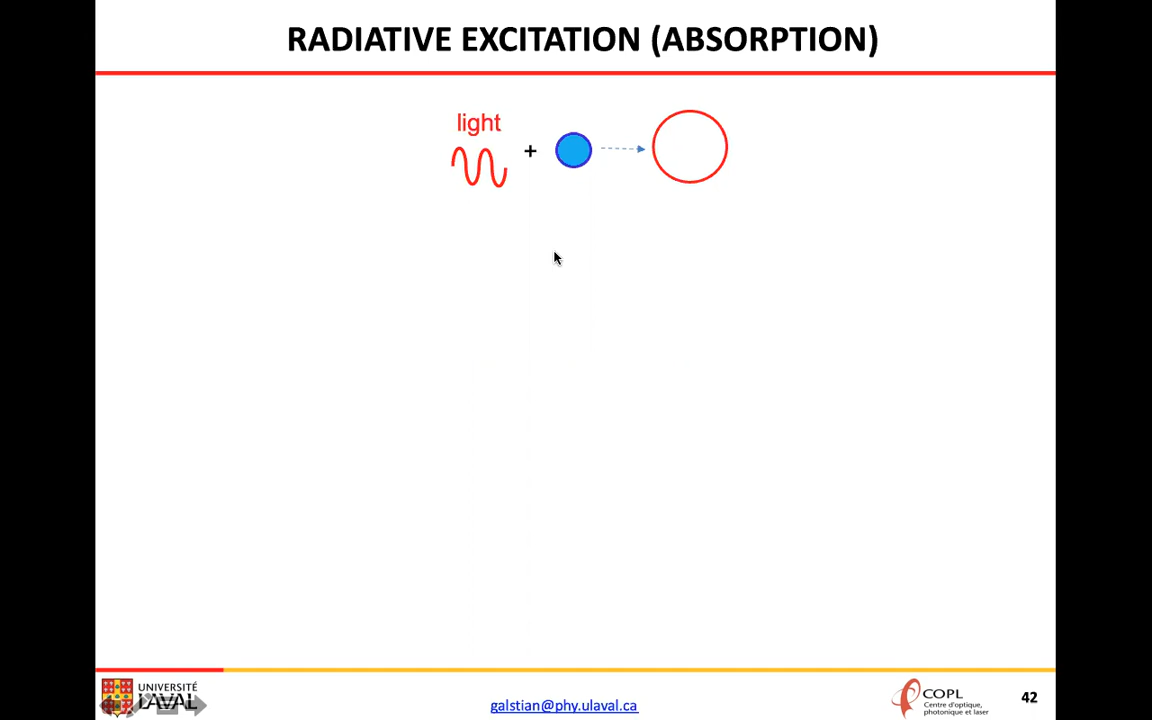 RADIATIVE EXCITATION (ABSORPTION)
light
+
UNIVERSITÉ
LAVAL
galstian@phy.ulaval.ca
COPL
Centre d'optique,
photonique et laser
42